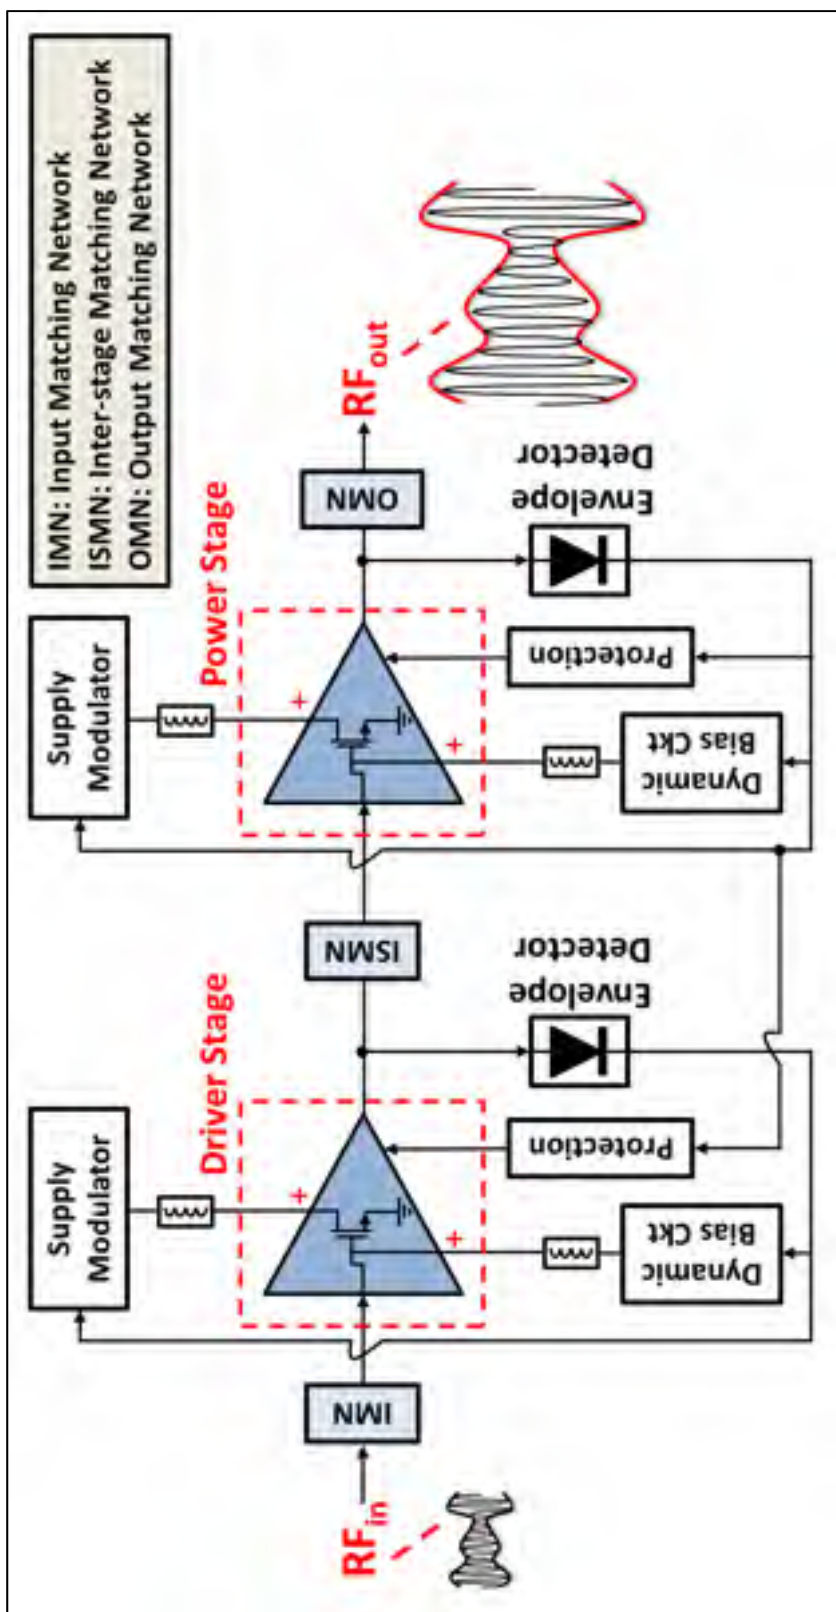 IMN: Input Matching Network
ISMN: Inter-stage Matching Network
OMN: Output Matching Network
Supply
Modulator
Supply
Modulator
Driver Stage
Power Stage
+
+
+
+
RFin
IMN
ISMN
OMN
RFout
Dynamic
Bias Ckt
Protection
Envelope
Detector
Dynamic
Bias Ckt
Protection
Envelope
Detector